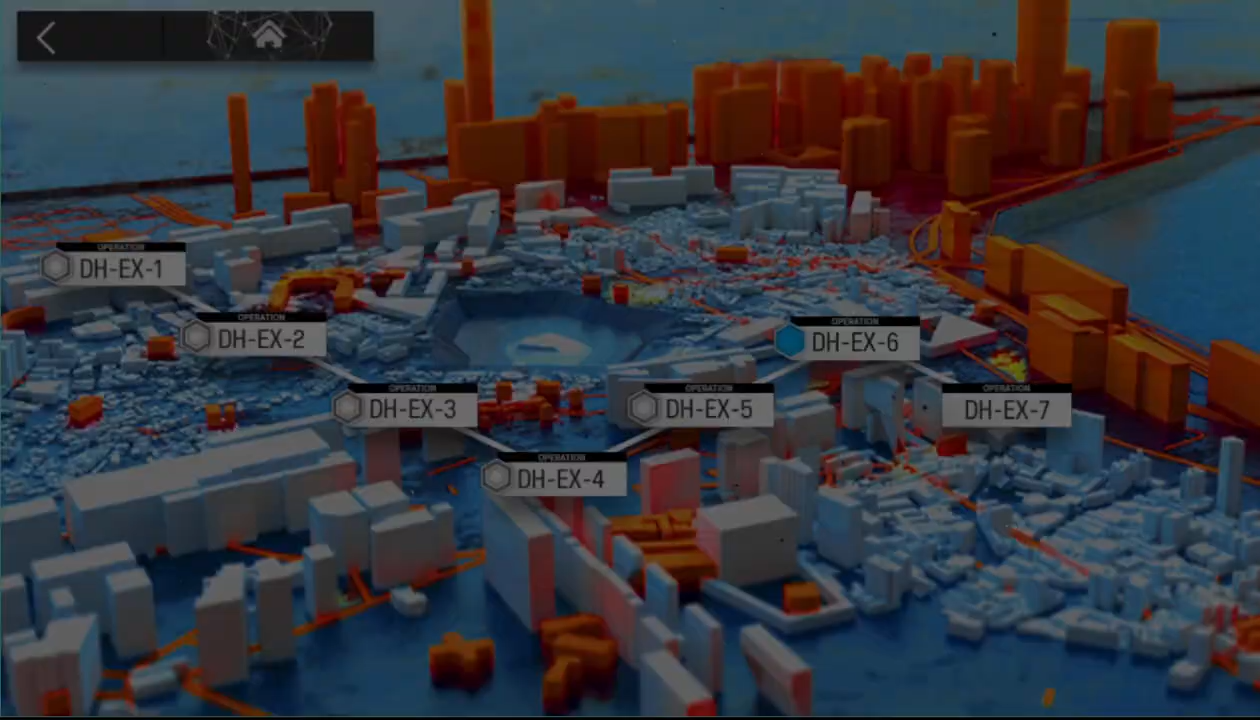 OPERATION
DH-EX-1
OPERATION
DH-EX-2
OPERATION
DH-EX-3
OPERATION
DH-EX-4
OPERATION
DH-EX-5
OPERATION
DH-EX-6
OPERATION
DH-EX-7